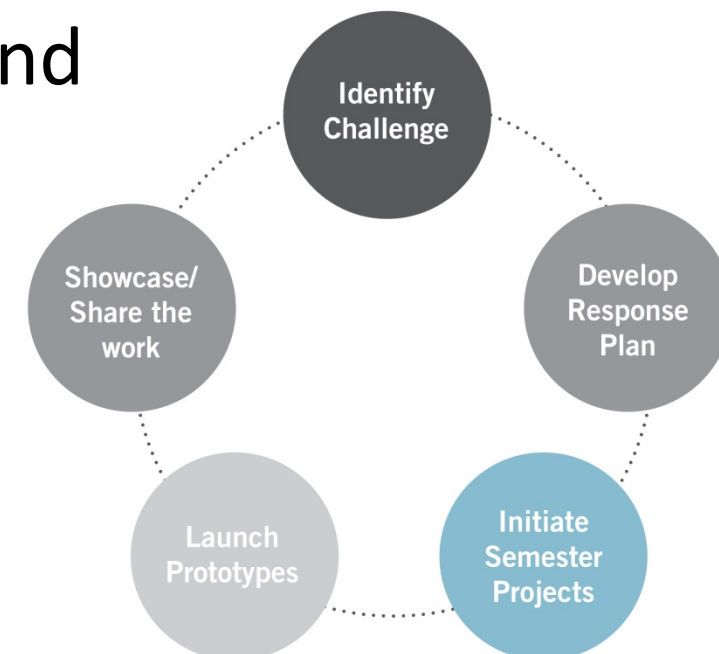 nd
Identify
Challenge
Develop
Response
Plan
Initiate
Semester
Projects
Launch
Prototypes
Showcase/
Share the
work